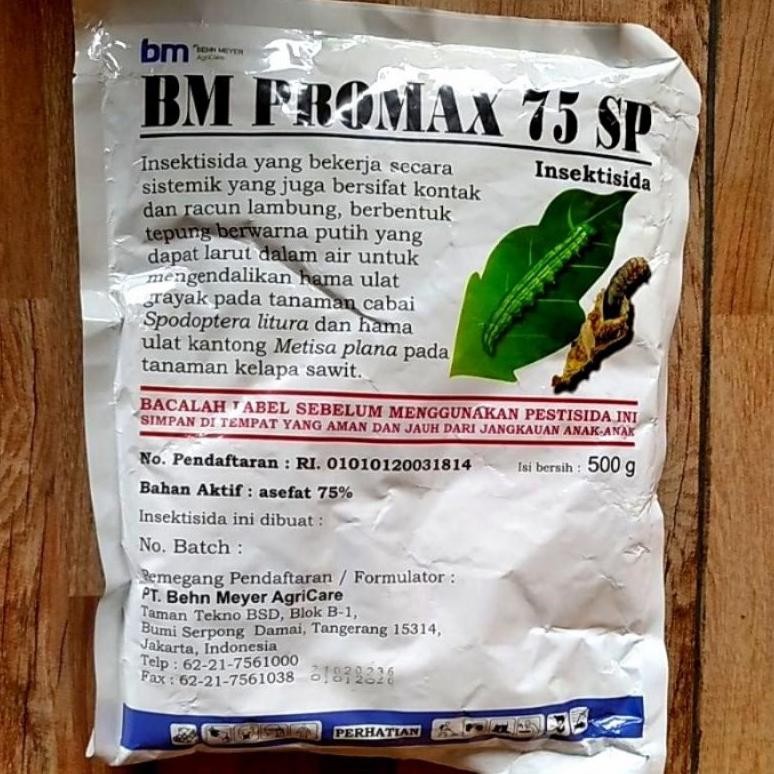 bm BEHN MEYER
AgriCare
BM PROMAX 75 SP
Insektisida
Insektisida yang bekerja secara
sistemik yang juga bersifat kontak
dan racun lambung, berbentuk
tepung berwarna putih yang
dapat larut dalam air untuk
mengendalikan hama ulat
grayak pada tanaman cabai
Spodoptera litura dan hama
ulat kantong Metisa plana pada
tanaman kelapa sawit.
BACALAH LABEL SEBELUM MENGGUNAKAN PESTISIDA INI
SIMPAN DI TEMPAT YANG AMAN DAN JAUH DARI JANGKAUAN ANAK-ANAK
No. Pendaftaran : RI. 01010120031814 Isi bersih : 500 g
Bahan Aktif : asefat 75%
Insektisida ini dibuat :
No. Batch :
Pemegang Pendaftaran / Formulator :
PT. Behn Meyer AgriCare
Taman Tekno BSD, Blok B-1,
Bumi Serpong Damai, Tangerang 15314,
Jakarta, Indonesia
Telp : 62-21-7561000
Fax : 62-21-7561038
PERHATIAN